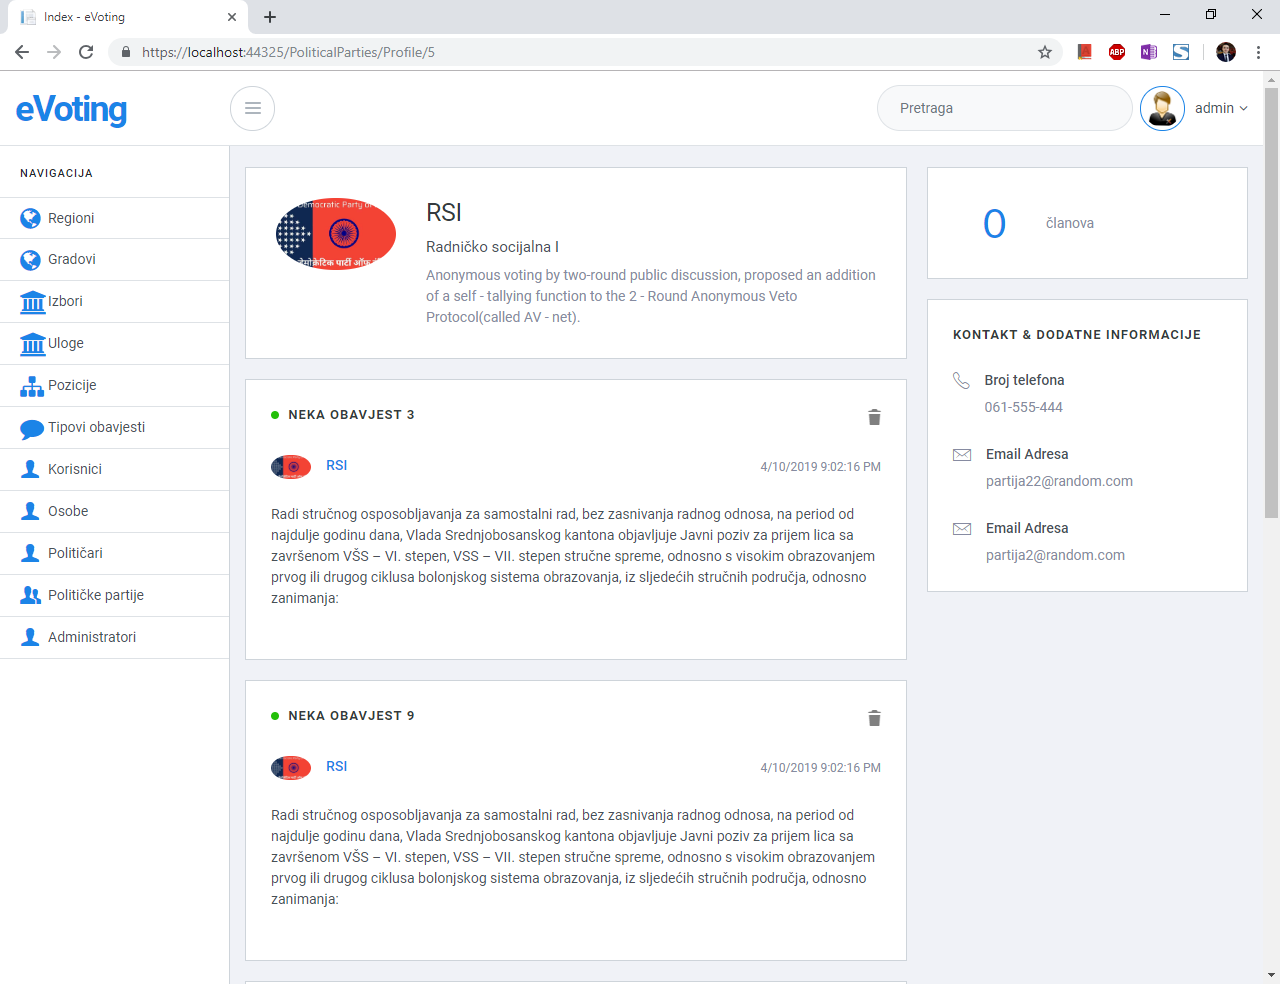 Index - eVoting
https://localhost:44325/PoliticalParties/Profile/5
ABP
N
S
eVoting
Pretraga
admin
NAVIGACIJA
Regioni
Gradovi
Izbori
Uloge
Pozicije
Tipovi obavjesti
Korisnici
Osobe
Političari
Političke partije
Administratori
RSI
Radničko socijalna I
Anonymous voting by two-round public discussion, proposed an addition
of a self - tallying function to the 2 - Round Anonymous Veto
Protocol(called AV - net).
NEKA OBAVJEST 3
RSI
4/10/2019 9:02:16 PM
Radi stručnog osposobljavanja za samostalni rad, bez zasnivanja radnog odnosa, na period od
najdulje godinu dana, Vlada Srednjobosanskog kantona objavljuje Javni poziv za prijem lica sa
završenom VŠS – VI. stepen, VSS – VII. stepen stručne spreme, odnosno s visokim obrazovanjem
prvog ili drugog ciklusa bolonjskog sistema obrazovanja, iz sljedećih stručnih područja, odnosno
zanimanja:
NEKA OBAVJEST 9
RSI
4/10/2019 9:02:16 PM
Radi stručnog osposobljavanja za samostalni rad, bez zasnivanja radnog odnosa, na period od
najdulje godinu dana, Vlada Srednjobosanskog kantona objavljuje Javni poziv za prijem lica sa
završenom VŠS – VI. stepen, VSS – VII. stepen stručne spreme, odnosno s visokim obrazovanjem
prvog ili drugog ciklusa bolonjskog sistema obrazovanja, iz sljedećih stručnih područja, odnosno
zanimanja:
0 članova
KONTAKT & DODATNE INFORMACIJE
Broj telefona
061-555-444
Email Adresa
partija22@random.com
Email Adresa
partija2@random.com